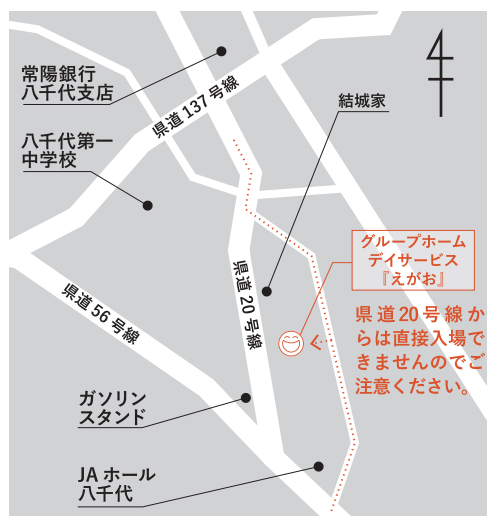 常陽銀行
八千代支店
県道137号線
結城家
八千代第一
中学校
グループホーム
デイサービス
『えがお』
県道20号線
県道56号線
県道20号線か
らは直接入場で
きませんのでご
注意ください。
ガソリン
スタンド
JAホール
八千代